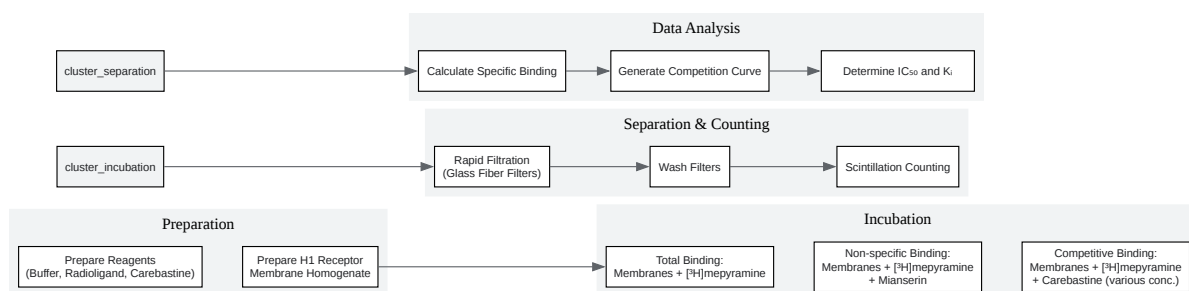 Data Analysis
cluster_separation
Calculate Specific Binding
Generate Competition Curve
Determine IC₅₀ and Kᵢ
Separation & Counting
cluster_incubation
Rapid Filtration
(Glass Fiber Filters)
Wash Filters
Scintillation Counting
Preparation
Prepare Reagents
(Buffer, Radioligand, Carebastine)
Prepare H1 Receptor
Membrane Homogenate
Incubation
Total Binding:
Membranes + [³H]mepyramine
Non-specific Binding:
Membranes + [³H]mepyramine
+ Mianserin
Competitive Binding:
Membranes + [³H]mepyramine
+ Carebastine (various conc.)